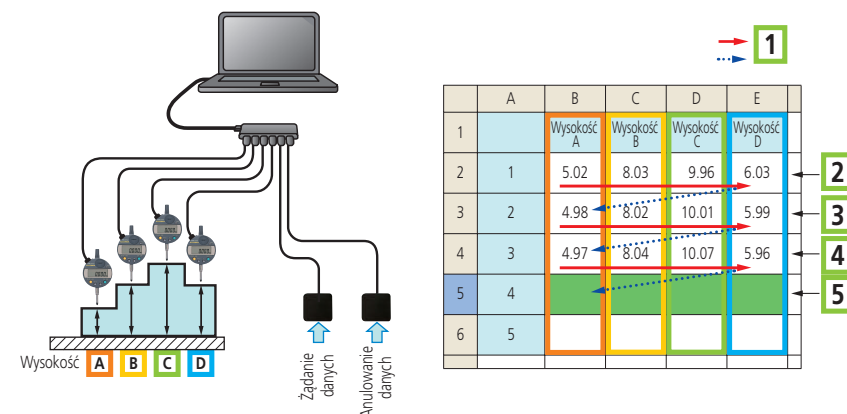 1
A B C D E
1 Wysokość A Wysokość B Wysokość C Wysokość D
2 1 5.02 8.03 9.96 6.03 2
3 2 4.98 8.02 10.01 5.99 3
4 3 4.97 8.04 10.07 5.96 4
5 4 5
6 5
Wysokość A B C D
Żądanie
danych
Anulowanie
danych